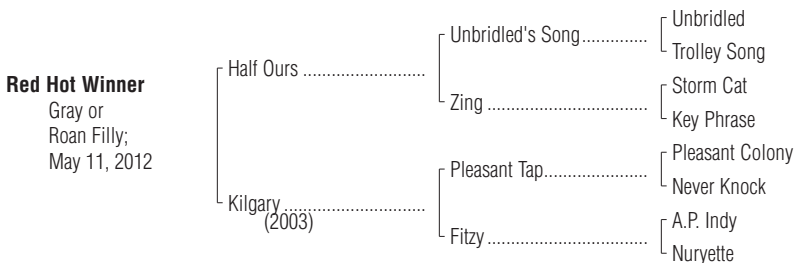 Unbridled
Unbridled's Song..............
Trolley Song
Half Ours ..........................
Storm Cat
Zing ..................................
Key Phrase
Red Hot Winner
Gray or
Roan Filly;
May 11, 2012
Pleasant Colony
Pleasant Tap......................
Never Knock
Kilgary ..............................
(2003)
A.P. Indy
Fitzy ..................................
Nuryette